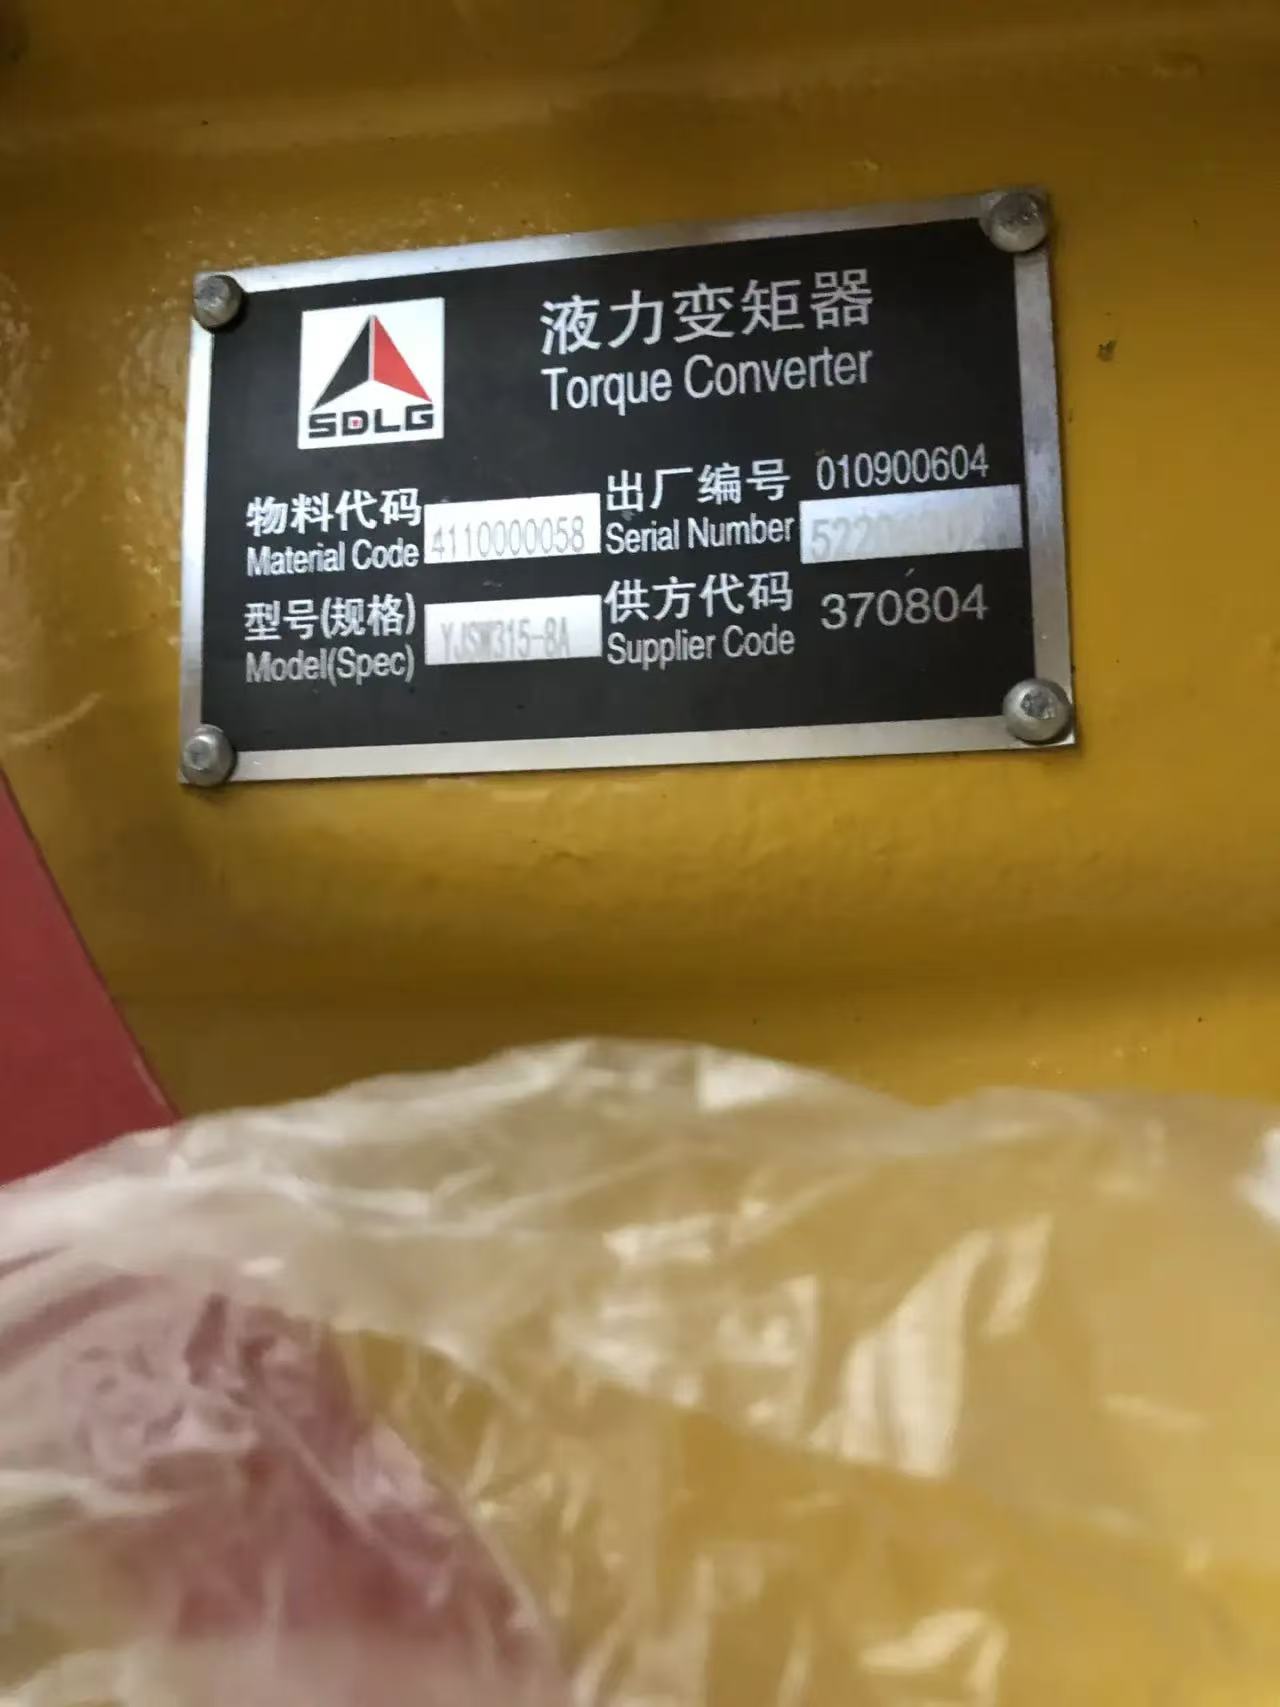 SDLG
液力变矩器
Torque Converter
物料代码 4110000058
Material Code
出厂编号 010900604
Serial Number
型号(规格) YJSW315-8A
Model(Spec)
供方代码 370804
Supplier Code